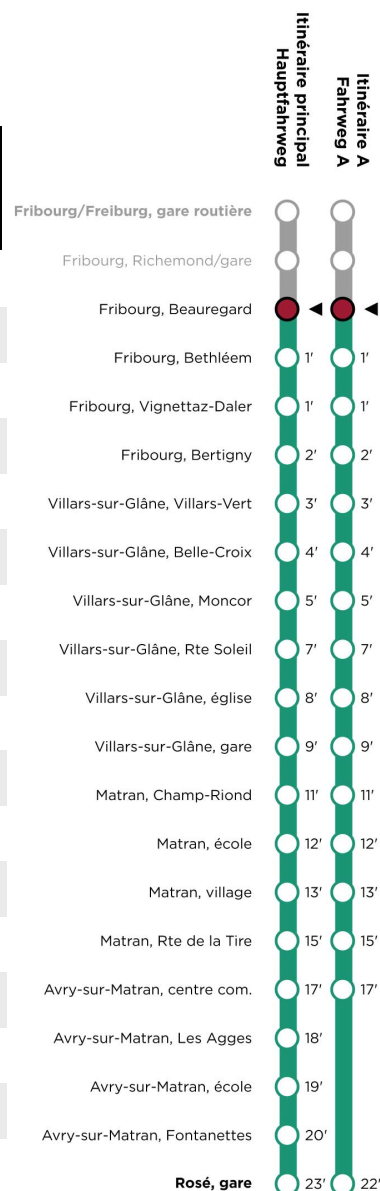 Itinéraire principal
Hauptfahrweg
Itinéraire A
Fahrweg A
Fribourg/Freiburg, gare routière
Fribourg, Richemond/gare
Fribourg, Beauregard
Fribourg, Bethléem 1' 1'
Fribourg, Vignettaz-Daler 1' 1'
Fribourg, Bertigny 2' 2'
Villars-sur-Glâne, Villars-Vert 3' 3'
Villars-sur-Glâne, Belle-Croix 4' 4'
Villars-sur-Glâne, Moncor 5' 5'
Villars-sur-Glâne, Rte Soleil 7' 7'
Villars-sur-Glâne, église 8' 8'
Villars-sur-Glâne, gare 9' 9'
Matran, Champ-Riond 11' 11'
Matran, école 12' 12'
Matran, village 13' 13'
Matran, Rte de la Tire 15' 15'
Avry-sur-Matran, centre com. 17' 17'
Avry-sur-Matran, Les Agges 18'
Avry-sur-Matran, école 19'
Avry-sur-Matran, Fontanettes 20'
Rosé, gare 23' 22'